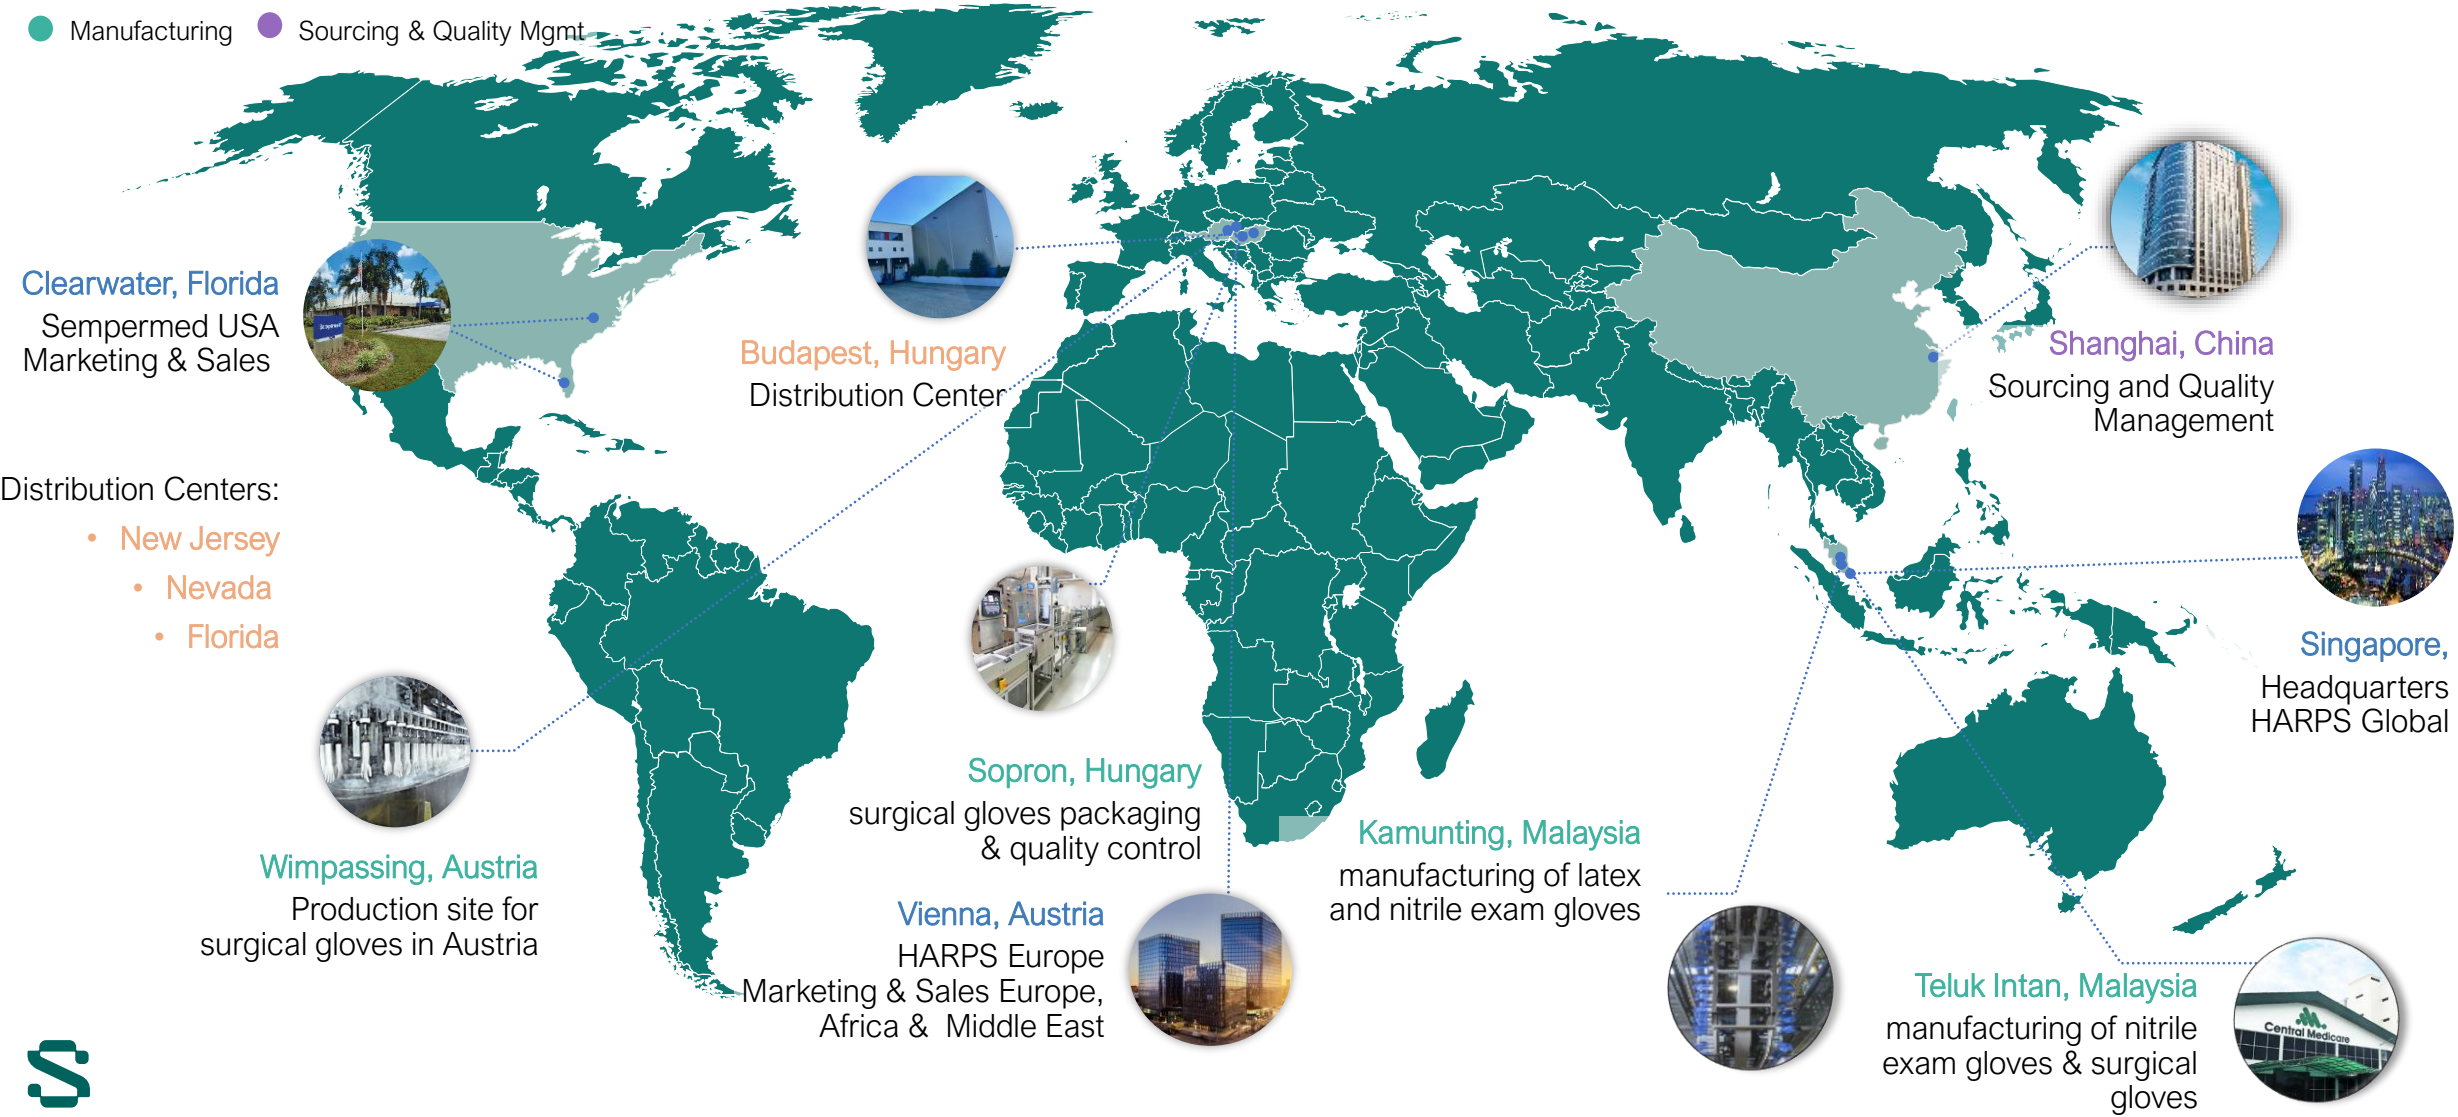 Manufacturing
Sourcing & Quality Mgmt
Clearwater, Florida
Sempermed USA
Marketing & Sales
Distribution Centers:
• New Jersey
• Nevada
• Florida
Budapest, Hungary
Distribution Center
Shanghai, China
Sourcing and Quality
Management
Singapore,
Headquarters
HARPS Global
Wimpassing, Austria
Production site for
surgical gloves in Austria
Sopron, Hungary
surgical gloves packaging
& quality control
Vienna, Austria
HARPS Europe
Marketing & Sales Europe,
Africa & Middle East
Kamunting, Malaysia
manufacturing of latex
and nitrile exam gloves
Teluk Intan, Malaysia
manufacturing of nitrile
exam gloves & surgical
gloves
Central Medicare